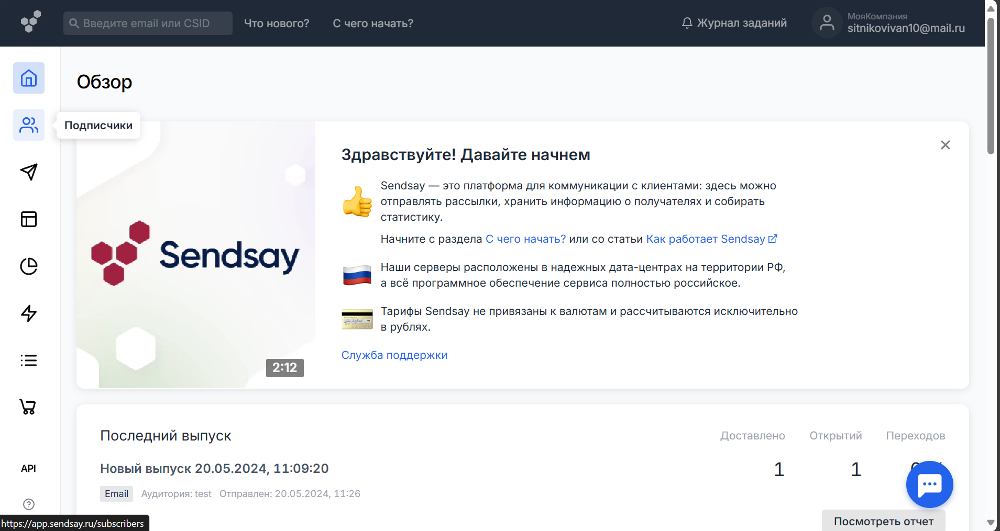 Введите email или CSID
Что нового?
С чего начать?
Журнал заданий
МояКомпания
sitnikovivan10@mail.ru
Обзор
Подписчики
Здравствуйте! Давайте начнем
Sendsay — это платформа для коммуникации с клиентами: здесь можно
отправлять рассылки, хранить информацию о получателях и собирать
статистику.
Начните с раздела С чего начать? или со статьи Как работает Sendsay
Sendsay
Наши серверы расположены в надежных дата-центрах на территории РФ,
а всё программное обеспечение сервиса полностью российское.
Тарифы Sendsay не привязаны к валютам и рассчитываются исключительно
в рублях.
Служба поддержки
2:12
Последний выпуск
Доставлено
Открытий
Переходов
Новый выпуск 20.05.2024, 11:09:20
1
1
Email
Аудитория: test
Отправлен: 20.05.2024, 11:26
API
Посмотреть отчет
https://app.sendsay.ru/subscribers